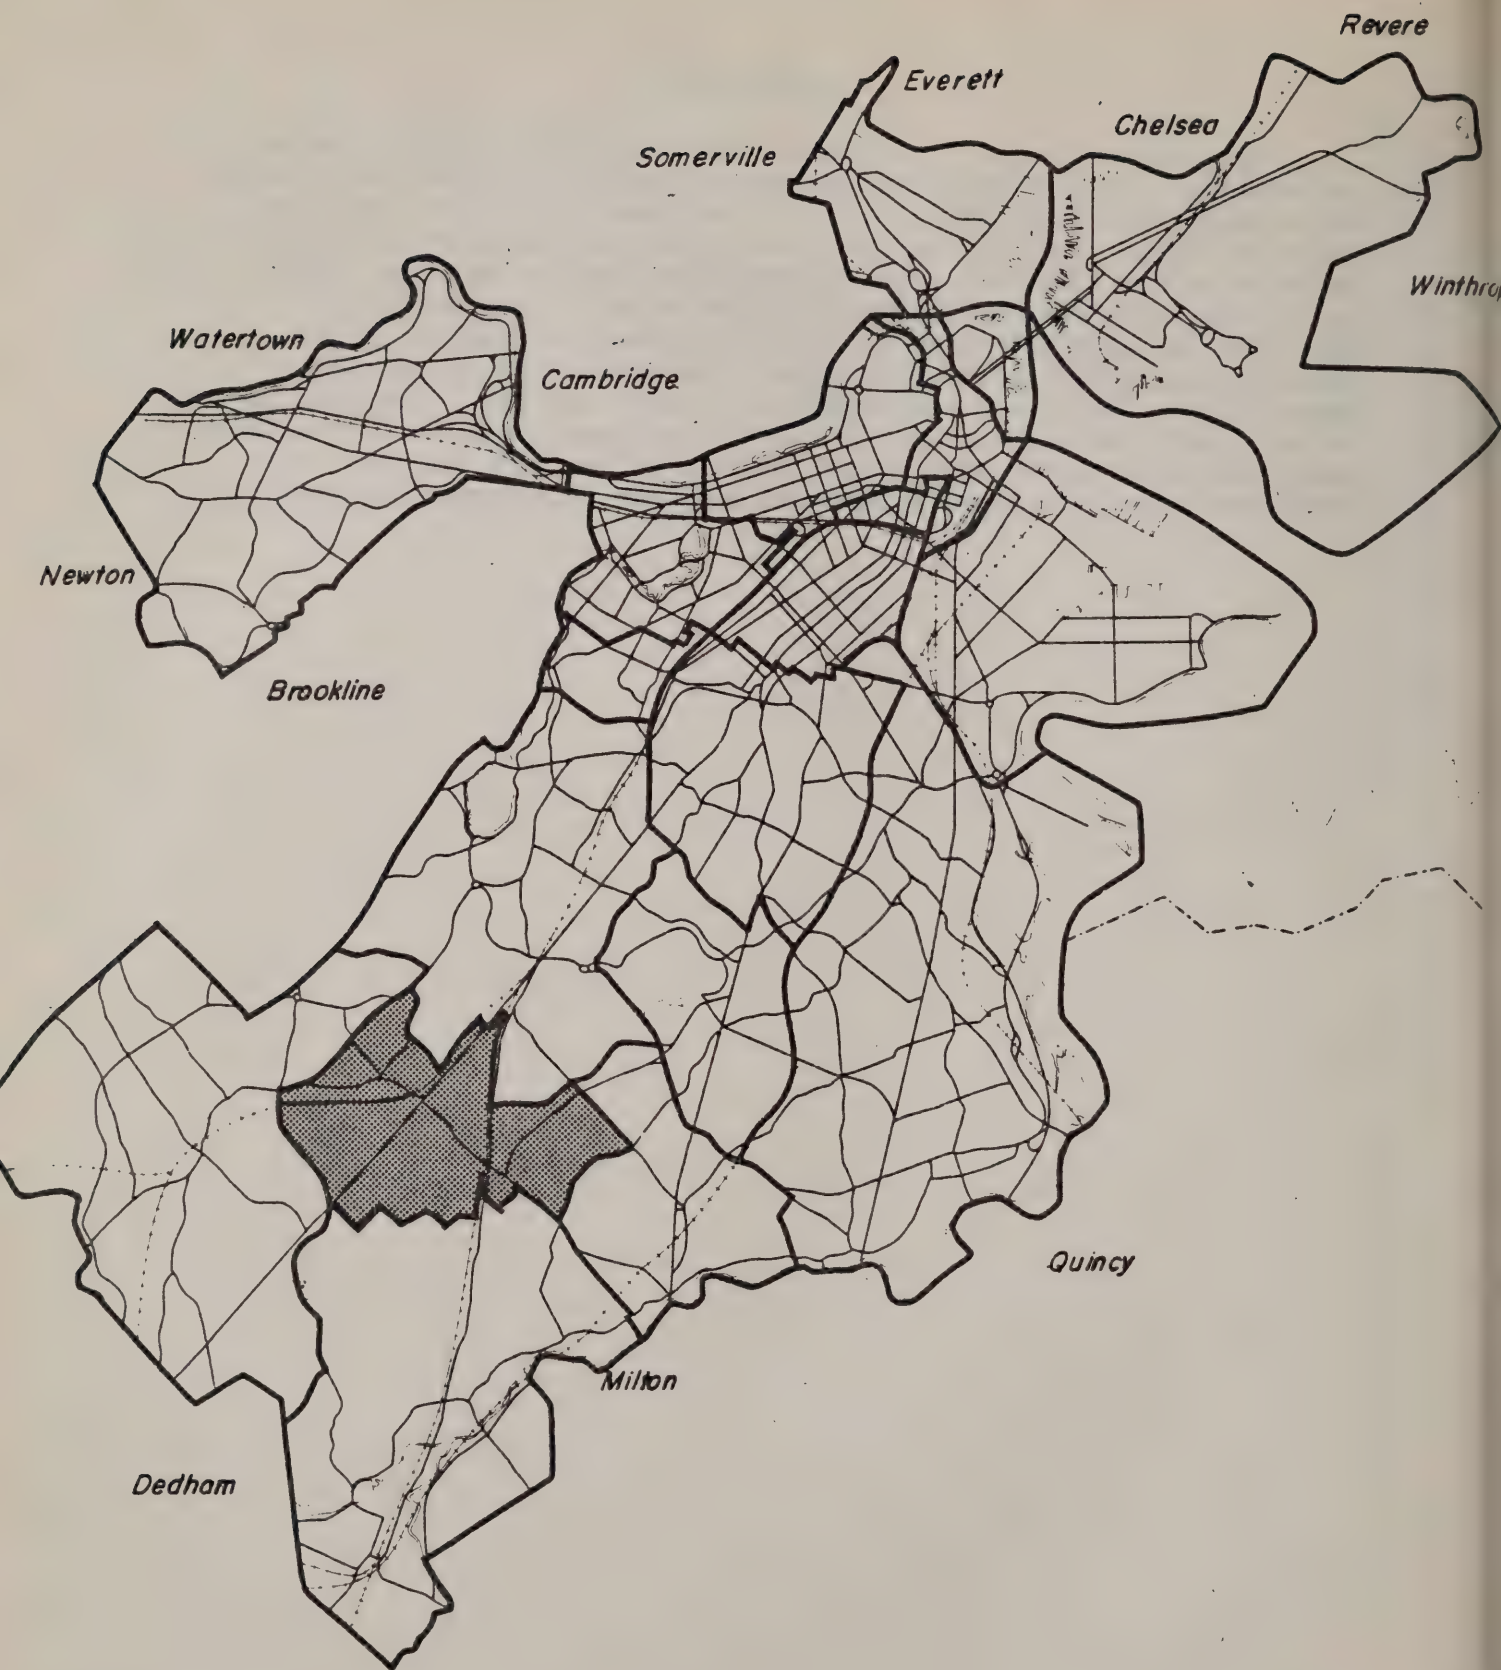 Revere
Everett
Chelsea
Somerville
Winthro
Watertown
Cambridge
Newton
Brookline
Quincy
Milton
Dedham